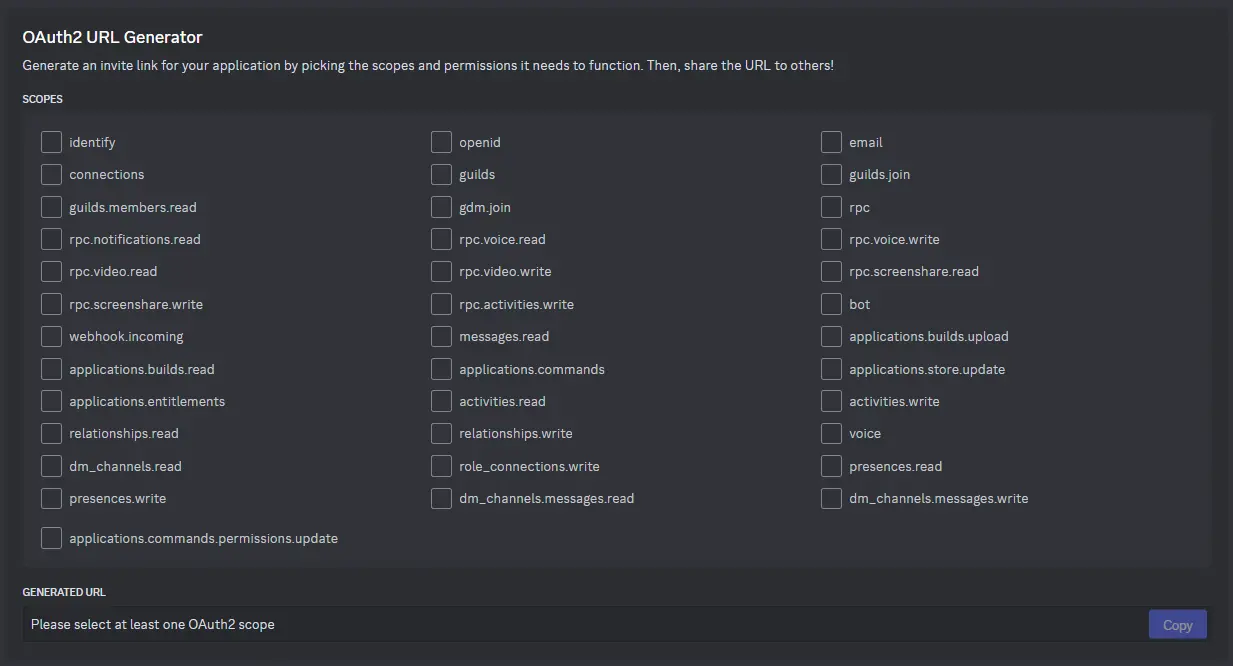 OAuth2 URL Generator
Generate an invite link for your application by picking the scopes and permissions it needs to function. Then, share the URL to others!
SCOPES
identify openid email
connections guilds guilds.join
guilds.members.read gdm.join rpc
rpc.notifications.read rpc.voice.read rpc.voice.write
rpc.video.read rpc.video.write rpc.screenshare.read
rpc.screenshare.write rpc.activities.write bot
webhook.incoming messages.read applications.builds.upload
applications.builds.read applications.commands applications.store.update
applications.entitlements activities.read activities.write
relationships.read relationships.write voice
dm_channels.read role_connections.write presences.read
presences.write dm_channels.messages.read dm_channels.messages.write
applications.commands.permissions.update
GENERATED URL
Please select at least one OAuth2 scope Copy